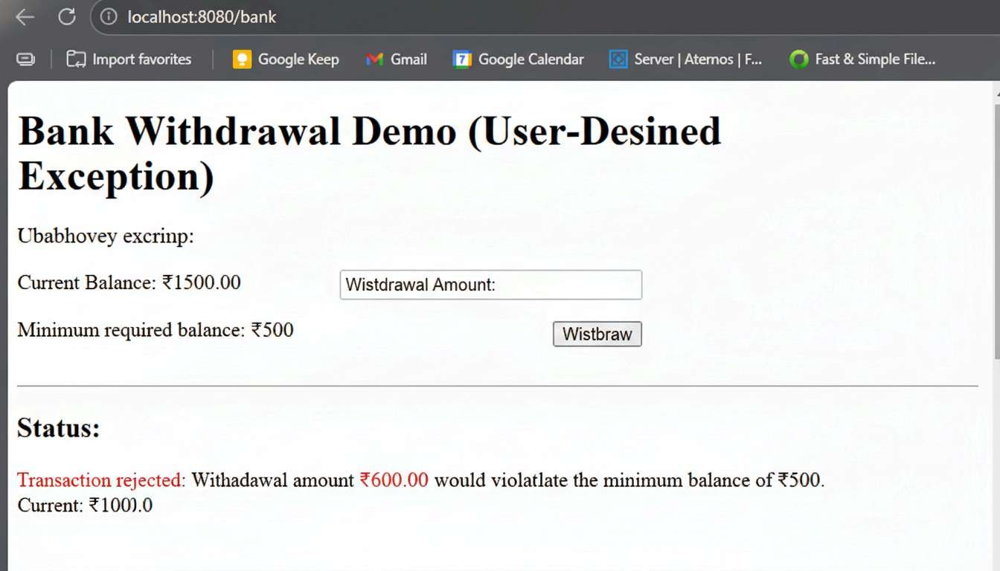 localhost:8080/bank
Import favorites Google Keep Gmail 7 Google Calendar Server | Aternos | F... Fast & Simple File...
Bank Withdrawal Demo (User-Desined
Exception)
Ubabhovey excrinp:
Current Balance: ₹1500.00 Wistdrawal Amount:
Minimum required balance: ₹500 Wistbraw
Status:
Transaction rejected: Withadawal amount ₹600.00 would violatlate the minimum balance of ₹500.
Current: